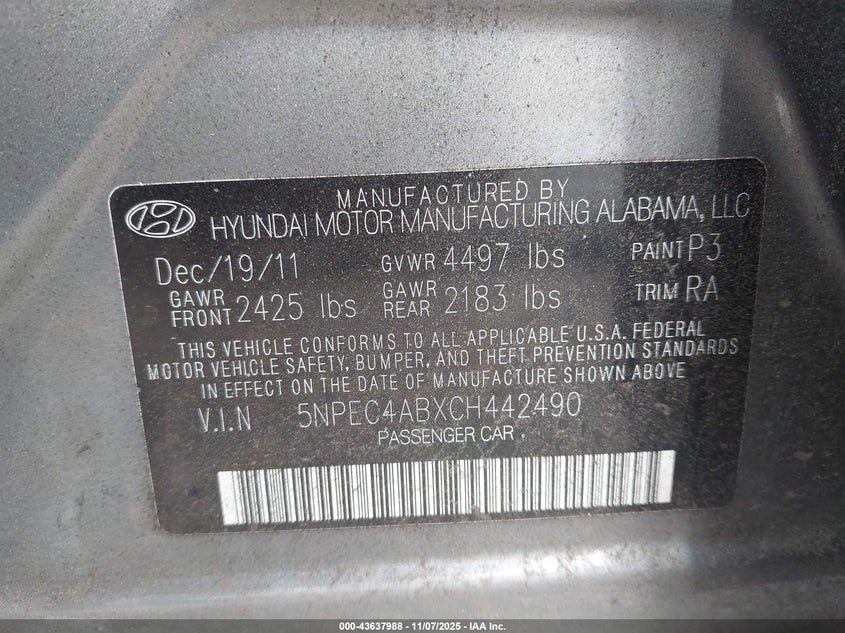 MANUFACTURED BY
HYUNDAI MOTOR MANUFACTURING ALABAMA, LLC
Dec/19/11 GVWR 4497 lbs PAINT P3
GAWR FRONT 2425 lbs GAWR REAR 2183 lbs TRIM RA
THIS VEHICLE CONFORMS TO ALL APPLICABLE U.S.A. FEDERAL
MOTOR VEHICLE SAFETY, BUMPER, AND THEFT PREVENTION STANDARDS
IN EFFECT ON THE DATE OF MANUFACTURE SHOWN ABOVE
V.I.N 5NPEC4ABXCH442490
PASSENGER CAR
000-43637988 - 11/07/2025 - IAA Inc.